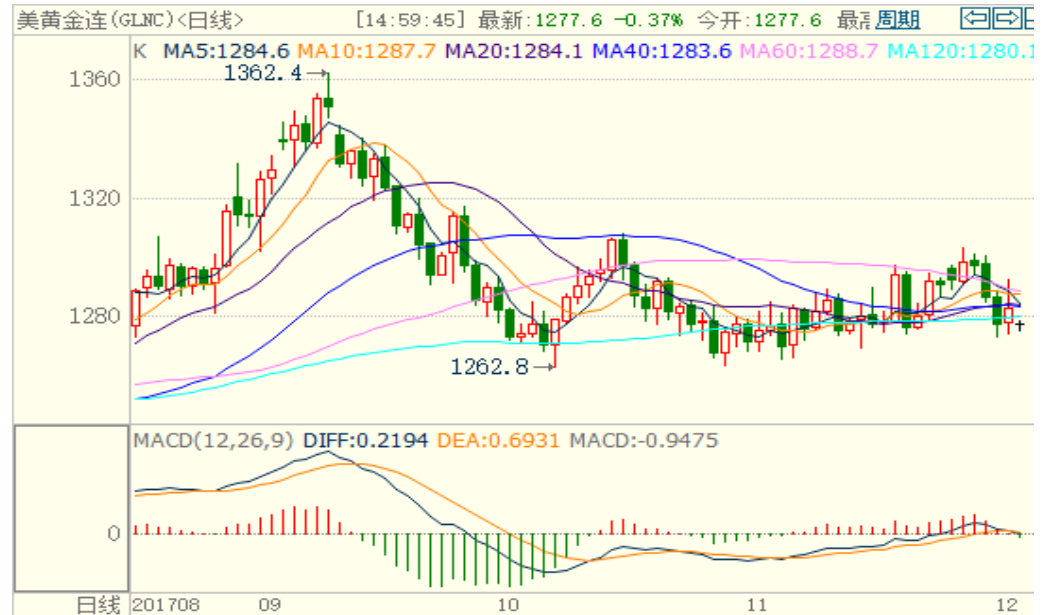 美黄金连(GLNC)<日线> [14:59:45] 最新:1277.6 -0.37% 今开:1277.6 最高 周期
K MA5:1284.6 MA10:1287.7 MA20:1284.1 MA40:1283.6 MA60:1288.7 MA120:1280.1
1362.4
1360
1320
1280
1262.8
MACD(12,26,9) DIFF:0.2194 DEA:0.6931 MACD:-0.9475
0
日线 201708 09 10 11 12